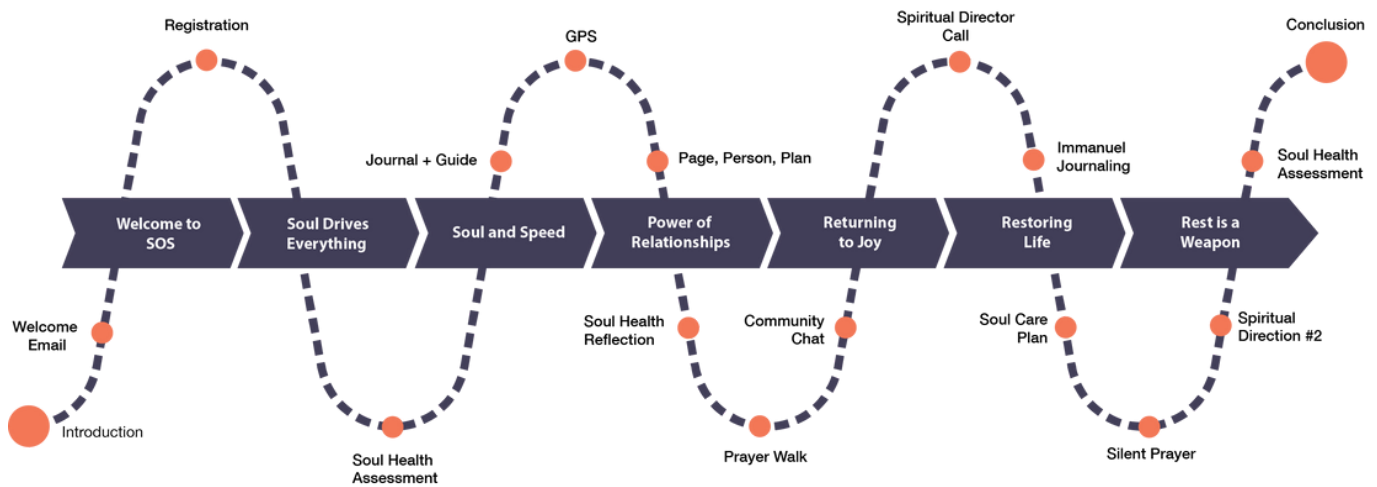 Registration
GPS
Spiritual Director
Call
Conclusion
Journal + Guide
Page, Person, Plan
Immanuel
Journaling
Soul Health
Assessment
Welcome to
SOS
Soul Drives
Everything
Soul and Speed
Power of
Relationships
Returning
to Joy
Restoring
Life
Rest is a
Weapon
Welcome
Email
Soul Health
Reflection
Community
Chat
Soul Care
Plan
Spiritual
Direction #2
Introduction
Soul Health
Assessment
Prayer Walk
Silent Prayer